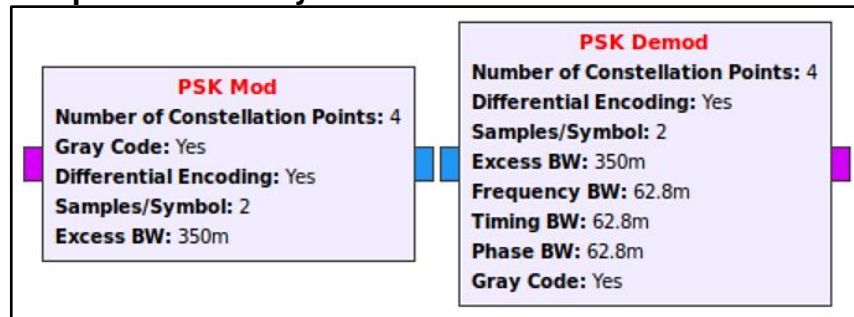 PSK Mod
Number of Constellation Points: 4
Gray Code: Yes
Differential Encoding: Yes
Samples/Symbol: 2
Excess BW: 350m
PSK Demod
Number of Constellation Points: 4
Differential Encoding: Yes
Samples/Symbol: 2
Excess BW: 350m
Frequency BW: 62.8m
Timing BW: 62.8m
Phase BW: 62.8m
Gray Code: Yes